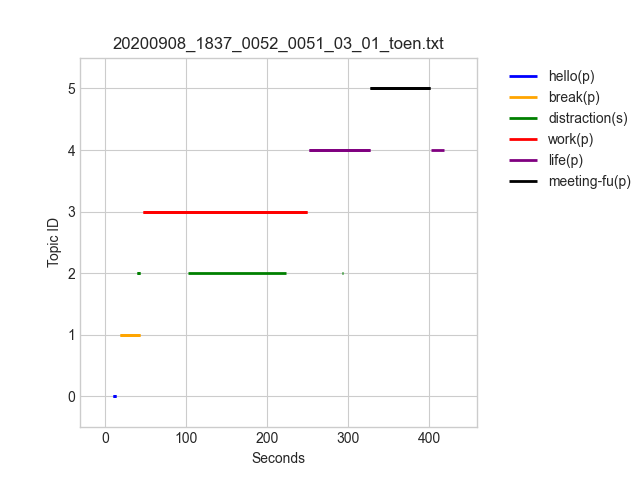 20200908_1837_0052_0051_03_01_toen.txt
hello(p)
break(p)
distraction(s)
work(p)
life(p)
meeting-fu(p)
Topic ID
5
4
3
2
1
0
0 100 200 300 400
Seconds